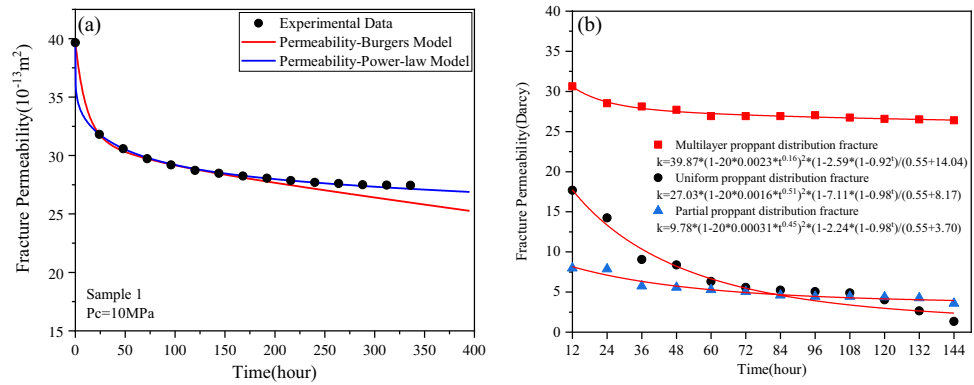 (a)
Experimental Data
Permeability-Burgers Model
Permeability-Power-law Model
Fracture Permeability(10⁻¹³m²)
45
40
35
30
25
20
15
Sample 1
Pc=10MPa
0 50 100 150 200 250 300 350 400
Time(hour)
(b)
Fracture Permeability(Darcy)
40
35
30
25
20
15
10
5
0
Multilayer proppant distribution fracture
k=39.87*(1-20*0.0023*t^0.16)²*(1-2.59*(1-0.92^t)/(0.55+14.04)
Uniform proppant distribution fracture
k=27.03*(1-20*0.0016*t^0.51)²*(1-7.11*(1-0.98^t)/(0.55+8.17)
Partial proppant distribution fracture
k=9.78*(1-20*0.00031*t^0.45)²*(1-2.24*(1-0.98^t)/(0.55+3.70)
12 24 36 48 60 72 84 96 108 120 132 144
Time(hour)